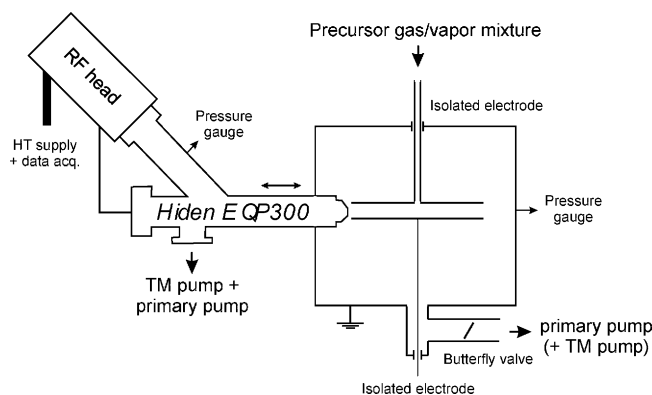 Precursor gas/vapor mixture
RF head
Isolated electrode
Pressure
gauge
HT supply
+ data acq.
Hiden EQP300
Pressure
gauge
TM pump +
primary pump
primary pump
(+ TM pump)
Butterfly valve
Isolated electrode